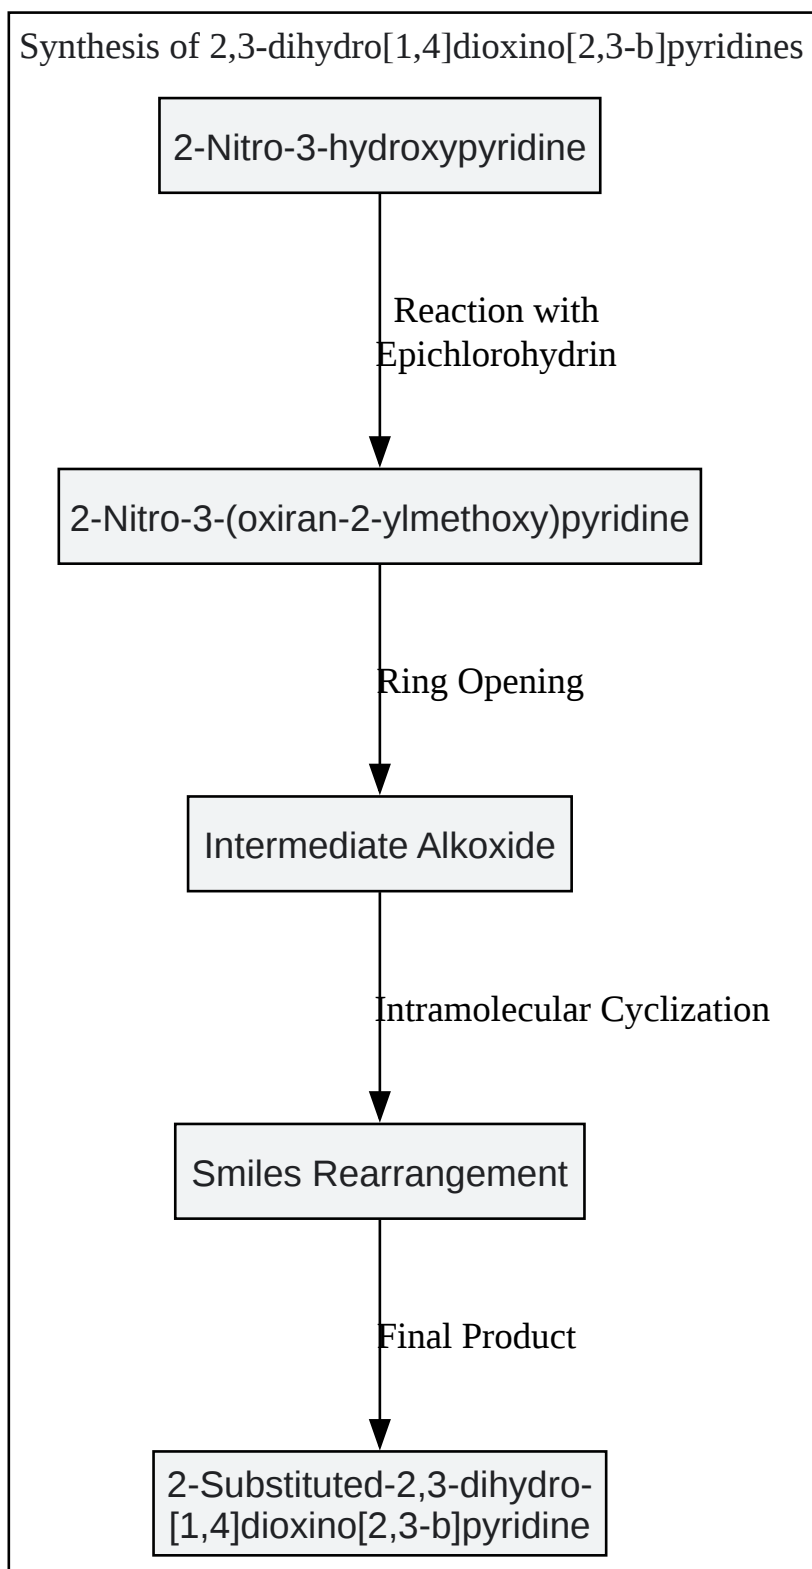 Synthesis of 2,3-dihydro[1,4]dioxino[2,3-b]pyridines
2-Nitro-3-hydroxypyridine
Reaction with
Epichlorohydrin
2-Nitro-3-(oxiran-2-ylmethoxy)pyridine
Ring Opening
Intermediate Alkoxide
Intramolecular Cyclization
Smiles Rearrangement
Final Product
2-Substituted-2,3-dihydro-
[1,4]dioxino[2,3-b]pyridine